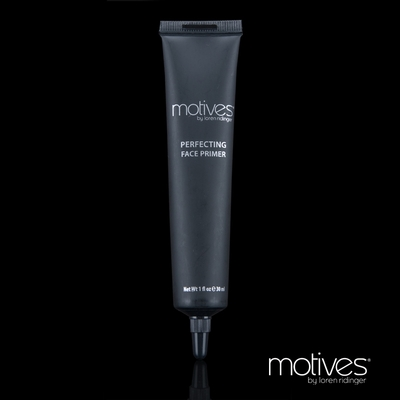 motives®
by loren ridinger
PERFECTING
FACE PRIMER
Net Wt 1 fl oz e 30 ml
motives®
by loren ridinger